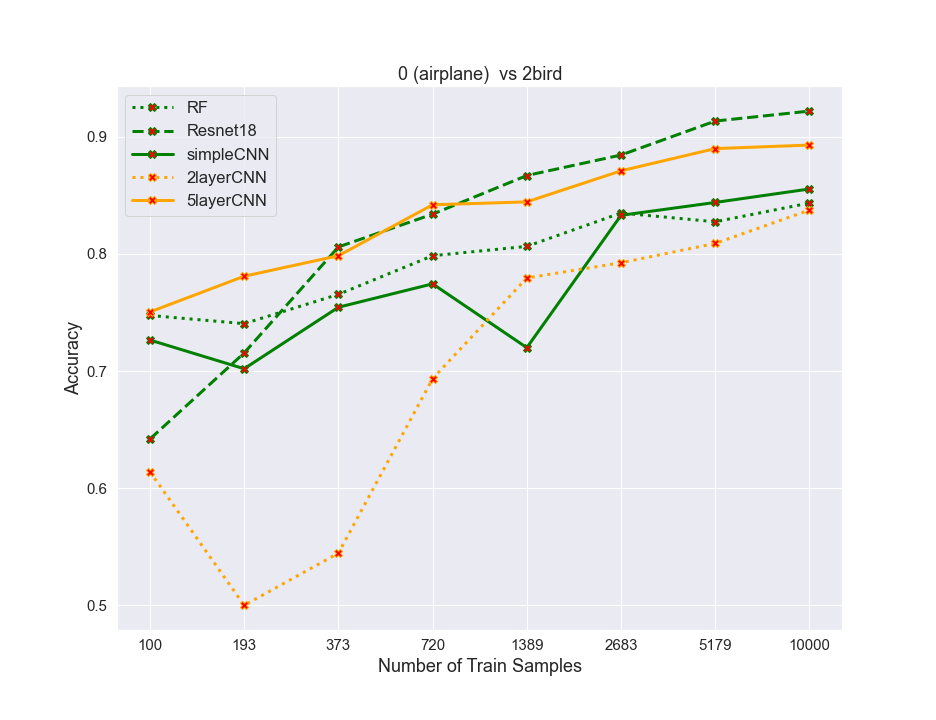 0 (airplane)  vs 2bird
RF
Resnet18
simpleCNN
2layerCNN
5layerCNN
Accuracy
0.9
0.8
0.7
0.6
0.5
100 193 373 720 1389 2683 5179 10000
Number of Train Samples